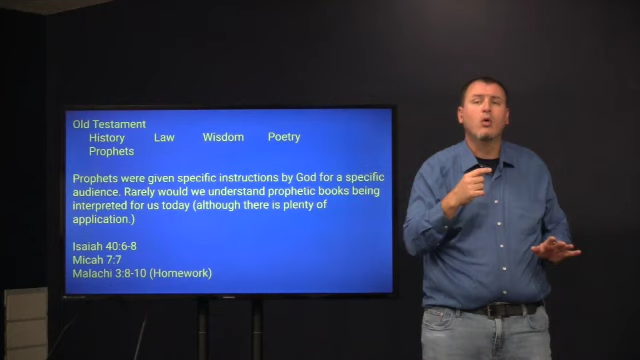 Old Testament
History Law Wisdom Poetry
Prophets
Prophets were given specific instructions by God for a specific
audience. Rarely would we understand prophetic books being
interpreted for us today (although there is plenty of
application.)
Isaiah 40:6-8
Micah 7:7
Malachi 3:8-10 (Homework)